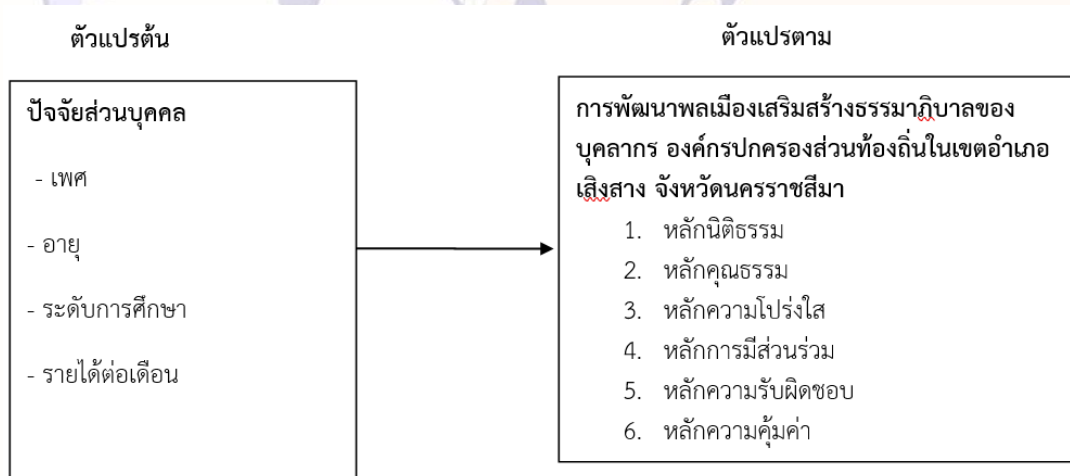 ตัวแปรต้น
ปัจจัยส่วนบุคคล
- เพศ
- อายุ
- ระดับการศึกษา
- รายได้ต่อเดือน
ตัวแปรตาม
การพัฒนาพลเมืองเสริมสร้างธรรมาภิบาลของ
บุคลากร องค์กรปกครองส่วนท้องถิ่นในเขตอำเภอ
เสิงสาง จังหวัดนครราชสีมา
1. หลักนิติธรรม
2. หลักคุณธรรม
3. หลักความโปร่งใส
4. หลักการมีส่วนร่วม
5. หลักความรับผิดชอบ
6. หลักความคุ้มค่า